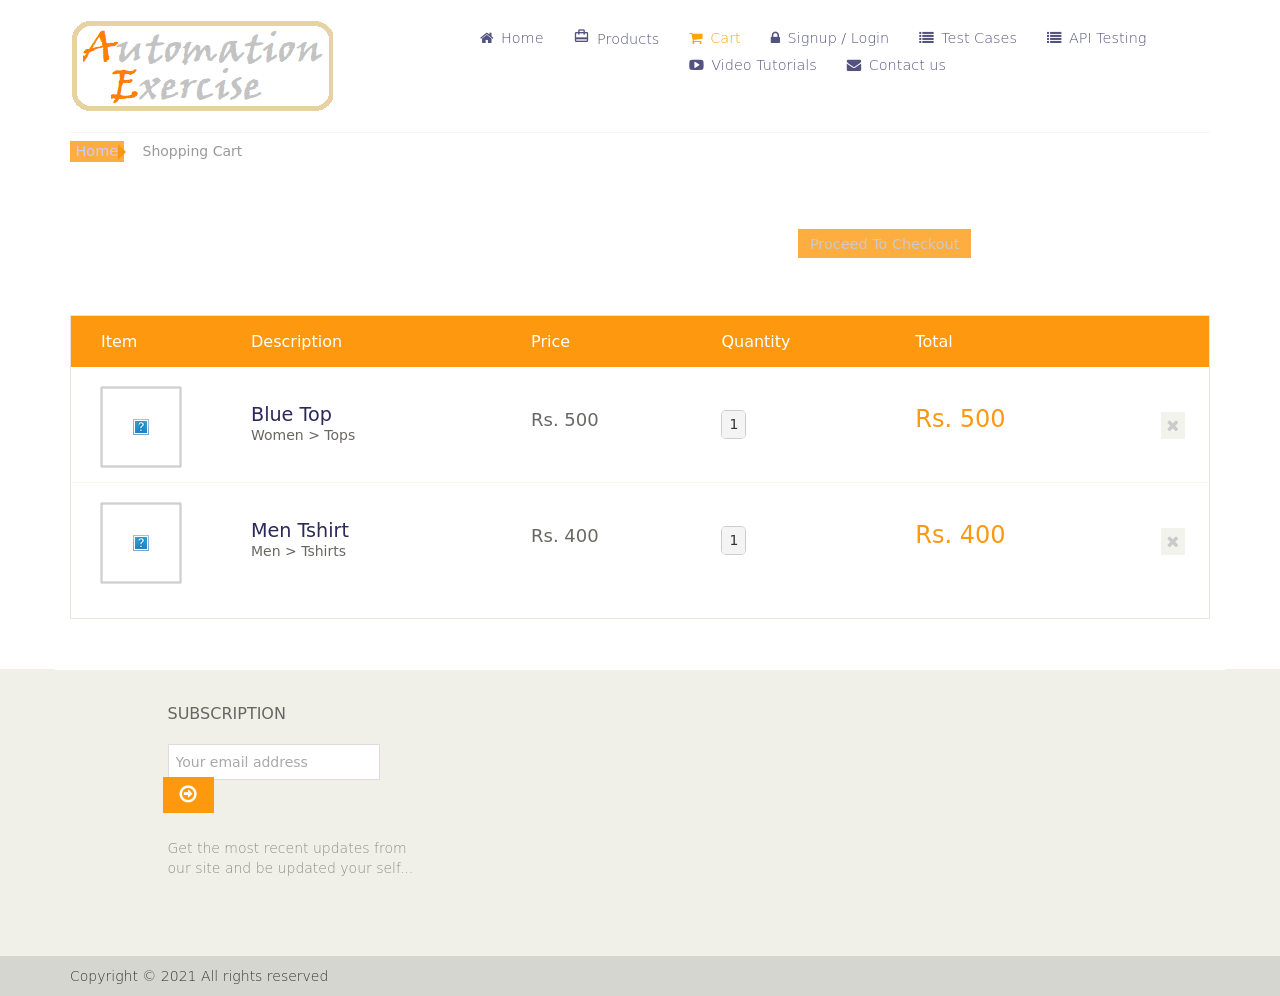 Automation
Exercise
Home Products Cart Signup / Login Test Cases API Testing
Video Tutorials Contact us
Home Shopping Cart
Proceed To Checkout
Item Description Price Quantity Total
Blue Top
Women > Tops
Rs. 500 1 Rs. 500
Men Tshirt
Men > Tshirts
Rs. 400 1 Rs. 400
SUBSCRIPTION
Your email address
Get the most recent updates from
our site and be updated your self...
Copyright © 2021 All rights reserved